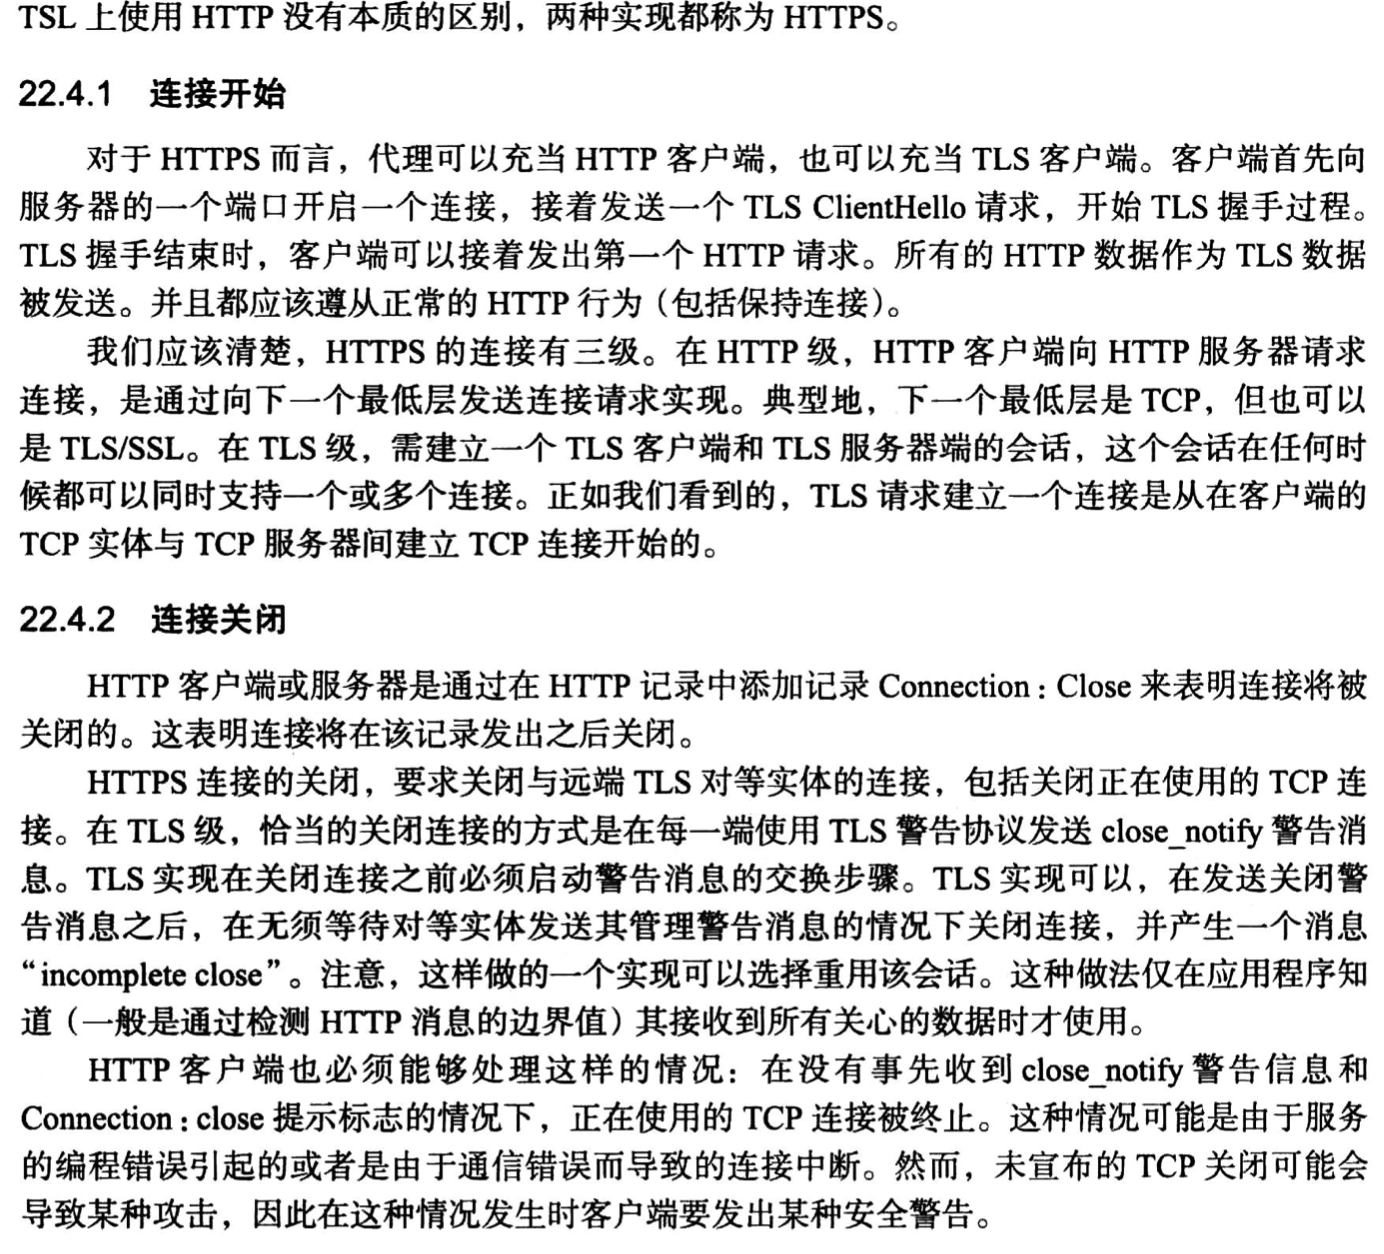 TSL 上使用 HTTP 没有本质的区别，两种实现都称为 HTTPS。
22.4.1 连接开始
对于 HTTPS 而言，代理可以充当 HTTP 客户端，也可以充当 TLS 客户端。客户端首先向
服务器的一个端口开启一个连接，接着发送一个 TLS ClientHello 请求，开始 TLS 握手过程。
TLS 握手结束时，客户端可以接着发出第一个 HTTP 请求。所有的 HTTP 数据作为 TLS 数据
被发送。并且都应该遵从正常的 HTTP 行为（包括保持连接）。
我们应该清楚，HTTPS 的连接有三级。在 HTTP 级，HTTP 客户端向 HTTP 服务器请求
连接，是通过向下一个最低层发送连接请求实现。典型地，下一个最低层是 TCP，但也可以
是 TLS/SSL。在 TLS 级，需建立一个 TLS 客户端和 TLS 服务器端的会话，这个会话在任何时
候都可以同时支持一个或多个连接。正如我们看到的，TLS 请求建立一个连接是从在客户端的
TCP 实体与 TCP 服务器间建立 TCP 连接开始的。
22.4.2 连接关闭
HTTP 客户端或服务器是通过在 HTTP 记录中添加记录 Connection : Close 来表明连接将被
关闭的。这表明连接将在该记录发出之后关闭。
HTTPS 连接的关闭，要求关闭与远端 TLS 对等实体的连接，包括关闭正在使用的 TCP 连
接。在 TLS 级，恰当的关闭连接的方式是在每一端使用 TLS 警告协议发送 close_notify 警告消
息。TLS 实现在关闭连接之前必须启动警告消息的交换步骤。TLS 实现可以，在发送关闭警
告消息之后，在无须等待对等实体发送其管理警告消息的情况下关闭连接，并产生一个消息
“incomplete close”。注意，这样做的一个实现可以选择重用该会话。这种做法仅在应用程序知
道（一般是通过检测 HTTP 消息的边界值）其接收到所有关心的数据时才使用。
HTTP 客户端也必须能够处理这样的情况：在没有事先收到 close_notify 警告信息和
Connection : close 提示标志的情况下，正在使用的 TCP 连接被终止。这种情况可能是由于服务
的编程错误引起的或者是由于通信错误而导致的连接中断。然而，未宣布的 TCP 关闭可能会
导致某种攻击，因此在这种情况发生时客户端要发出某种安全警告。